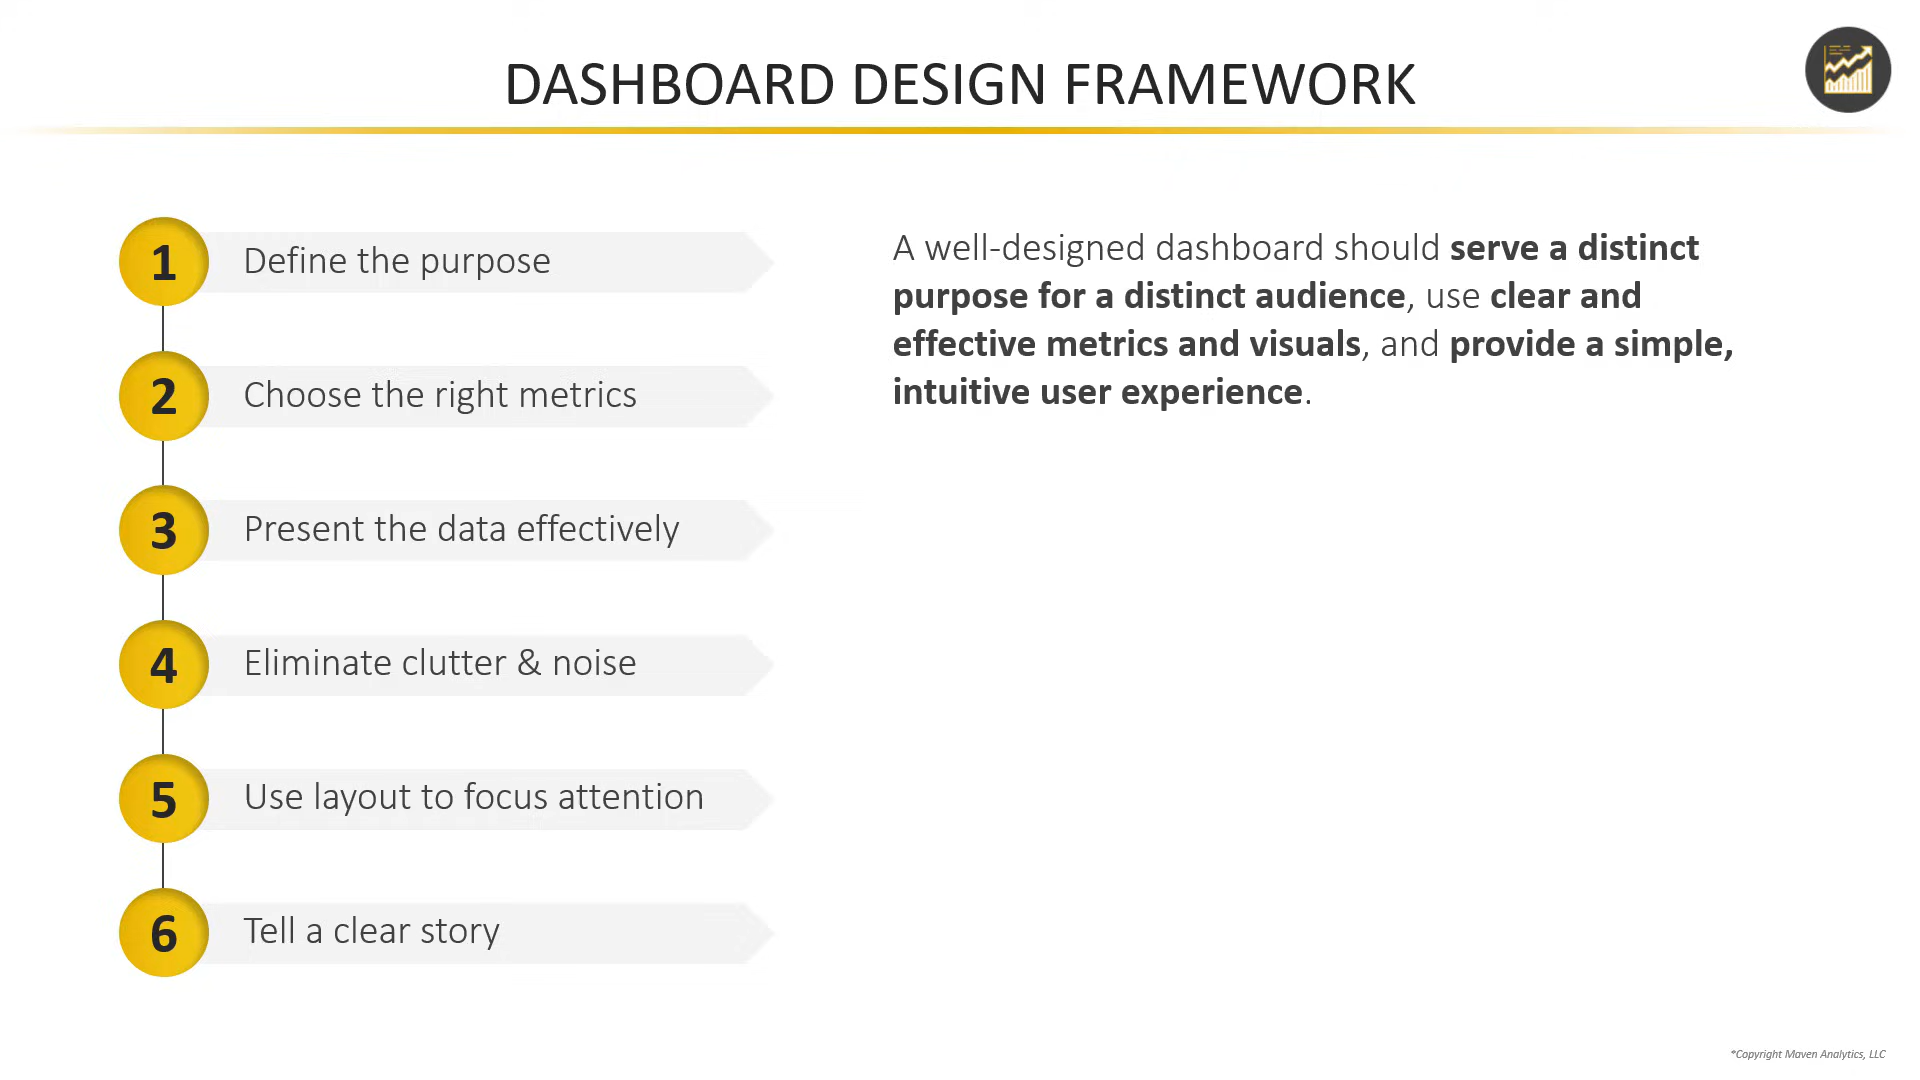 DASHBOARD DESIGN FRAMEWORK
1 Define the purpose
2 Choose the right metrics
3 Present the data effectively
4 Eliminate clutter & noise
5 Use layout to focus attention
6 Tell a clear story
A well-designed dashboard should serve a distinct
purpose for a distinct audience, use clear and
effective metrics and visuals, and provide a simple,
intuitive user experience.
*Copyright Maven Analytics, LLC